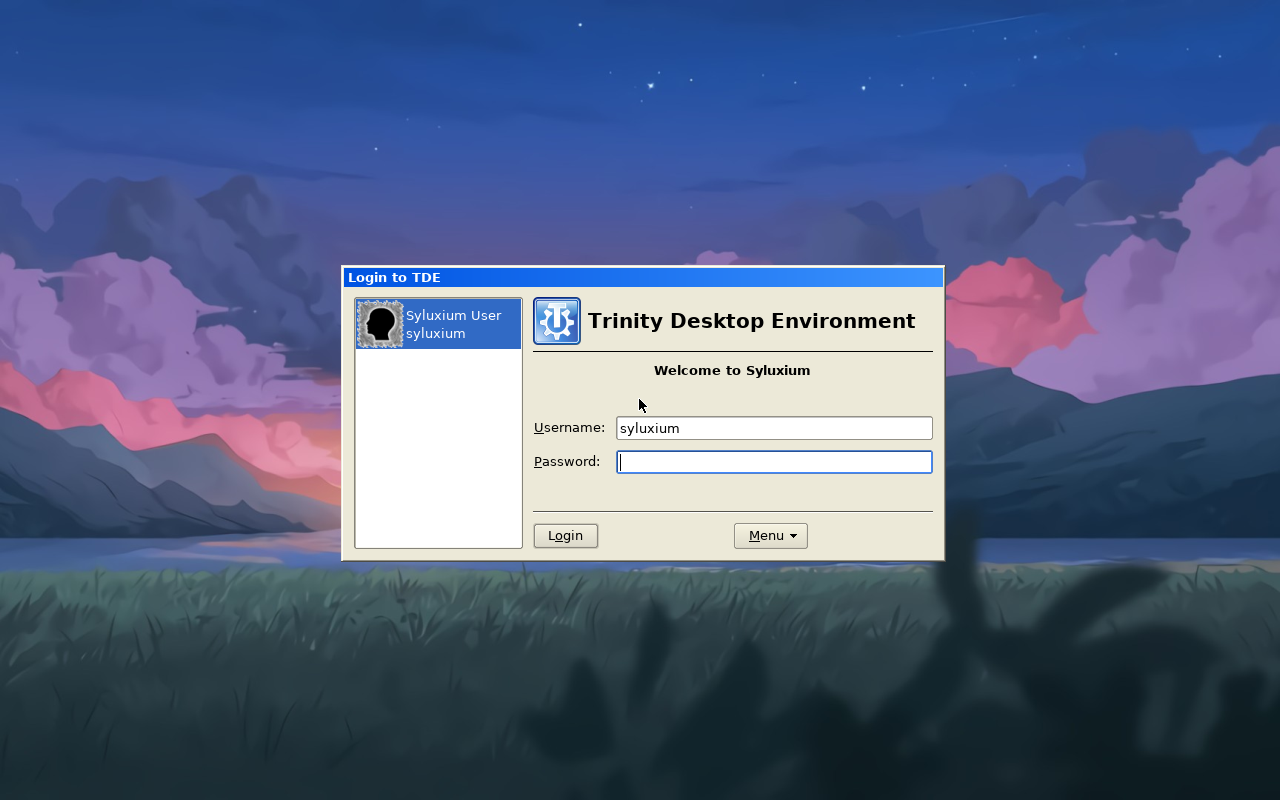 Login to TDE
Syluxium User
syluxium
Trinity Desktop Environment
Welcome to Syluxium
Username: syluxium
Password:
Login Menu